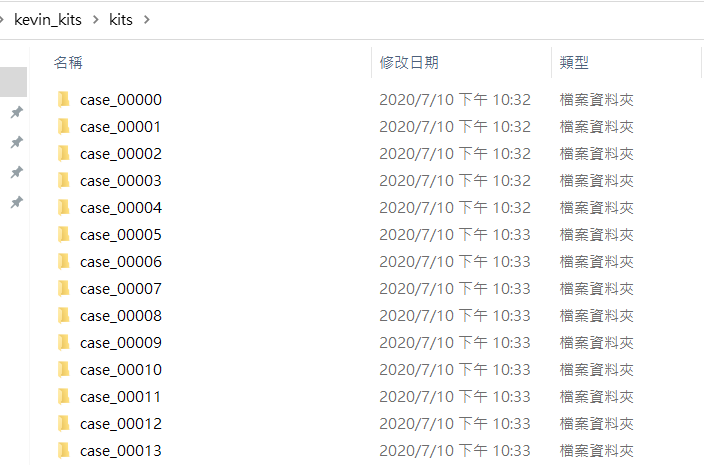 kevin_kits > kits >
名稱 修改日期 類型
case_00000 2020/7/10 下午 10:32 檔案資料夾
case_00001 2020/7/10 下午 10:32 檔案資料夾
case_00002 2020/7/10 下午 10:32 檔案資料夾
case_00003 2020/7/10 下午 10:32 檔案資料夾
case_00004 2020/7/10 下午 10:32 檔案資料夾
case_00005 2020/7/10 下午 10:33 檔案資料夾
case_00006 2020/7/10 下午 10:33 檔案資料夾
case_00007 2020/7/10 下午 10:33 檔案資料夾
case_00008 2020/7/10 下午 10:33 檔案資料夾
case_00009 2020/7/10 下午 10:33 檔案資料夾
case_00010 2020/7/10 下午 10:33 檔案資料夾
case_00011 2020/7/10 下午 10:33 檔案資料夾
case_00012 2020/7/10 下午 10:33 檔案資料夾
case_00013 2020/7/10 下午 10:33 檔案資料夾